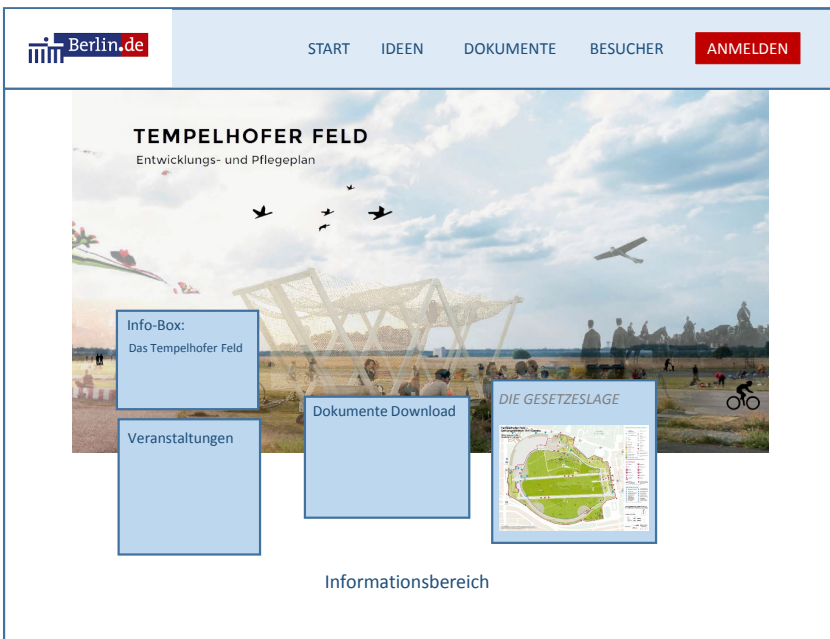 Berlin.de
START IDEEN DOKUMENTE BESUCHER ANMELDEN
TEMPELHOFER FELD
Entwicklungs- und Pflegeplan
Info-Box:
Das Tempelhofer Feld
Veranstaltungen
Dokumente Download
DIE GESETZESLAGE
Informationsbereich